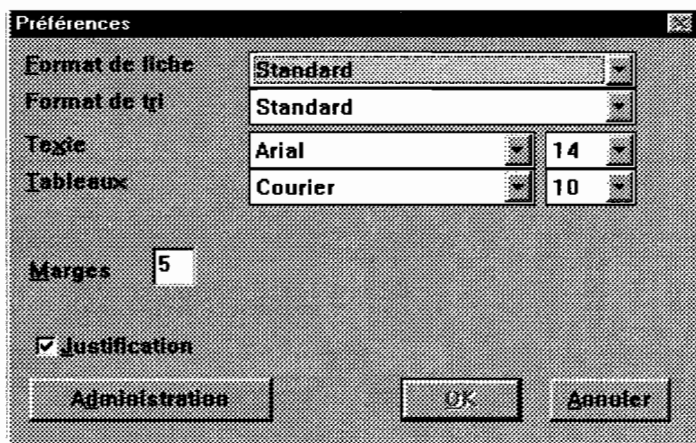 Préférences
Format de fiche Standard
Format de tri Standard
Texte Arial 14
Tableaux Courier 10
Marges 5
Justification
Administration OK Annuler